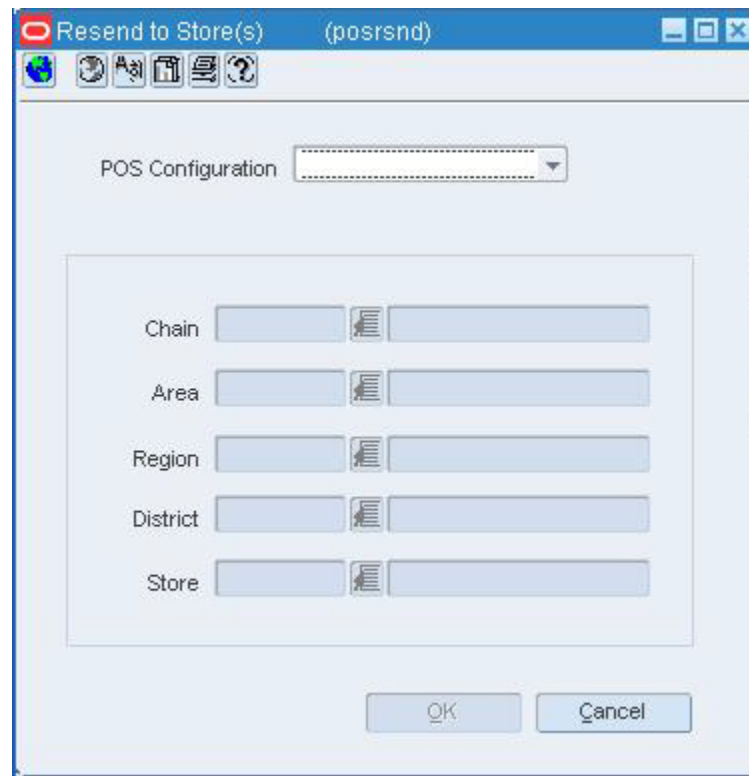 Resend to Store(s) (posrsnd)
POS Configuration
Chain
Area
Region
District
Store
OK Cancel